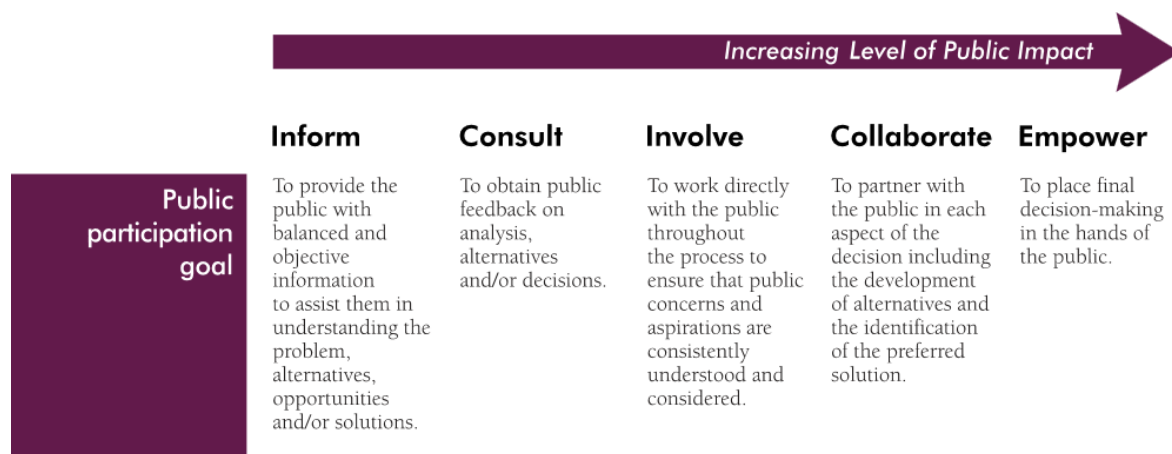 Increasing Level of Public Impact
Inform
Consult
Involve
Collaborate
Empower
Public
participation
goal
To provide the
public with
balanced and
objective
information
to assist them in
understanding the
problem,
alternatives,
opportunities
and/or solutions.
To obtain public
feedback on
analysis,
alternatives
and/or decisions.
To work directly
with the public
throughout
the process to
ensure that public
concerns and
aspirations are
consistently
understood and
considered.
To partner with
the public in each
aspect of the
decision including
the development
of alternatives and
the identification
of the preferred
solution.
To place final
decision-making
in the hands of
the public.